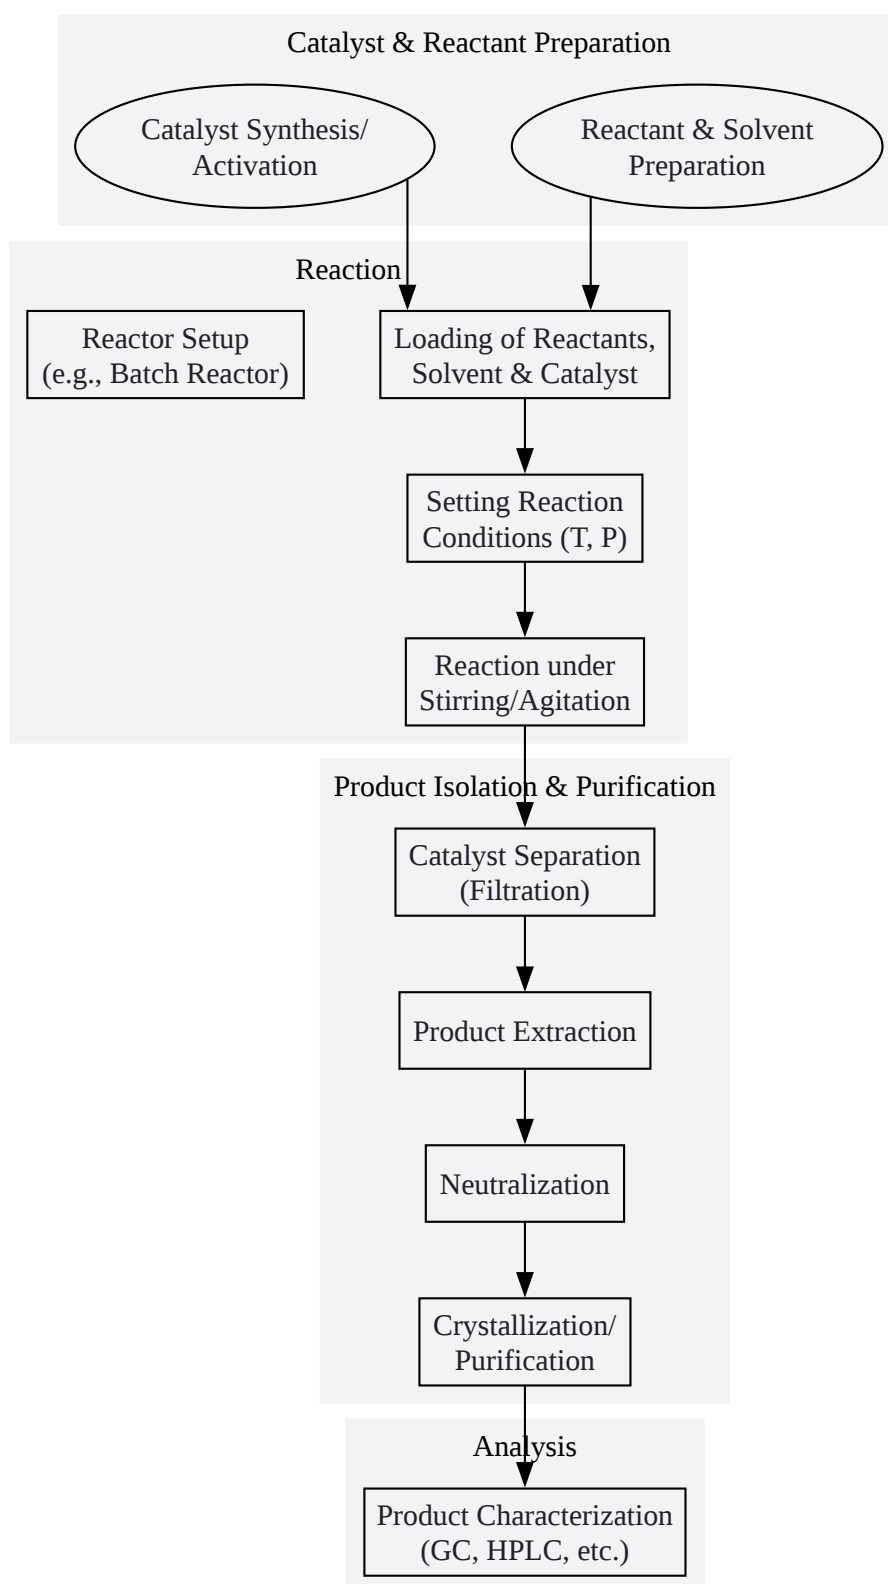 Catalyst & Reactant Preparation
Catalyst Synthesis/
Activation
Reactant & Solvent
Preparation
Reaction
Reactor Setup
(e.g., Batch Reactor)
Loading of Reactants,
Solvent & Catalyst
Setting Reaction
Conditions (T, P)
Reaction under
Stirring/Agitation
Product Isolation & Purification
Catalyst Separation
(Filtration)
Product Extraction
Neutralization
Crystallization/
Purification
Analysis
Product Characterization
(GC, HPLC, etc.)